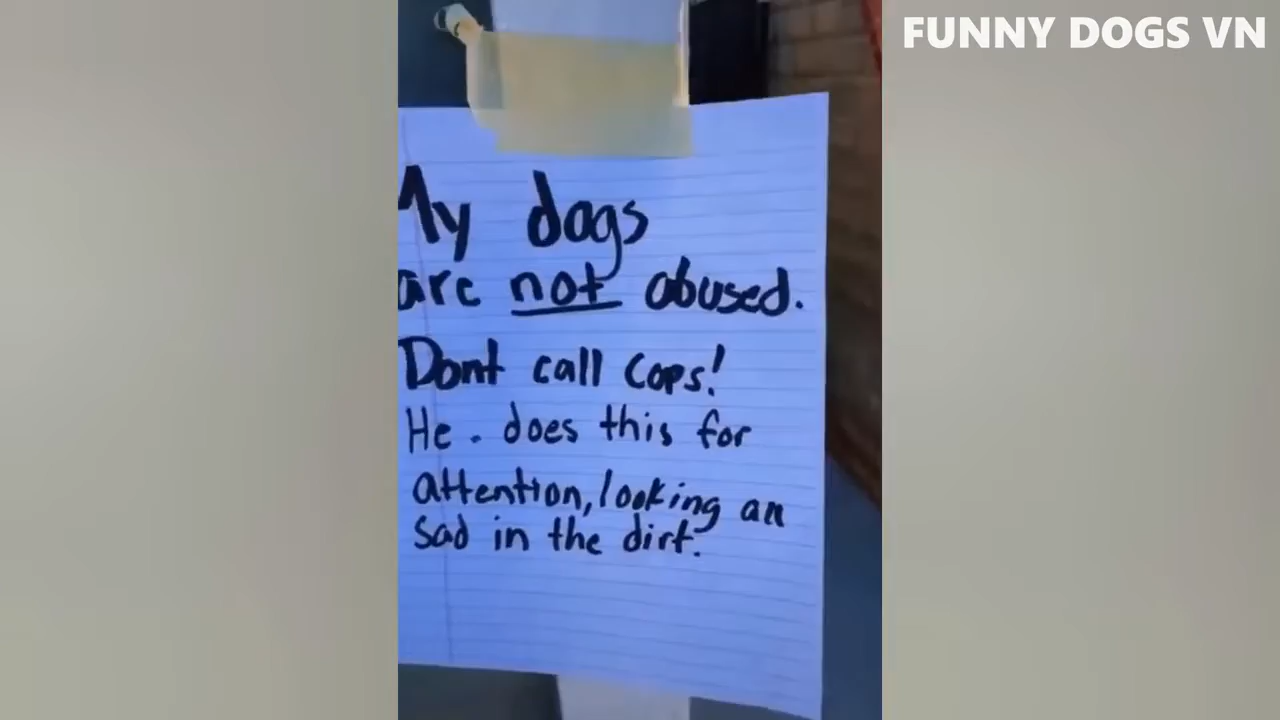 FUNNY DOGS VN
My dogs
are not abused.
Dont call cops!
He. does this for
attention, looking all
sad in the dirt.